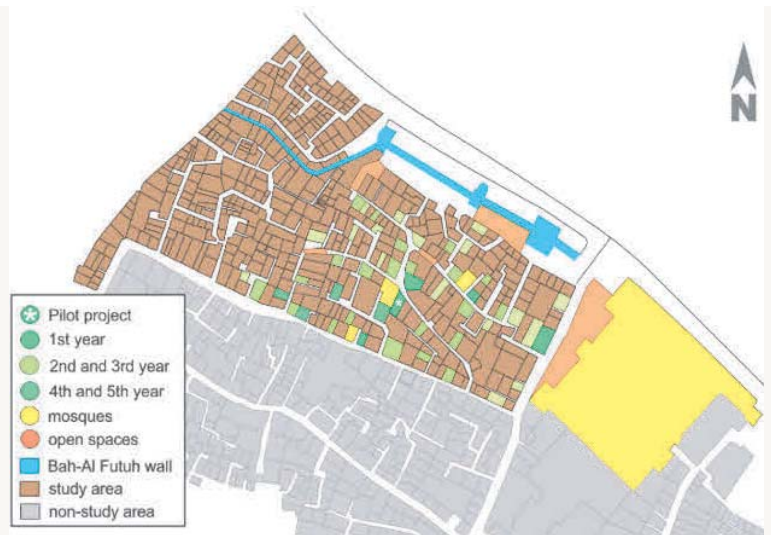 N
Pilot project
1st year
2nd and 3rd year
4th and 5th year
mosques
open spaces
Bah-Al Futuh wall
study area
non-study area